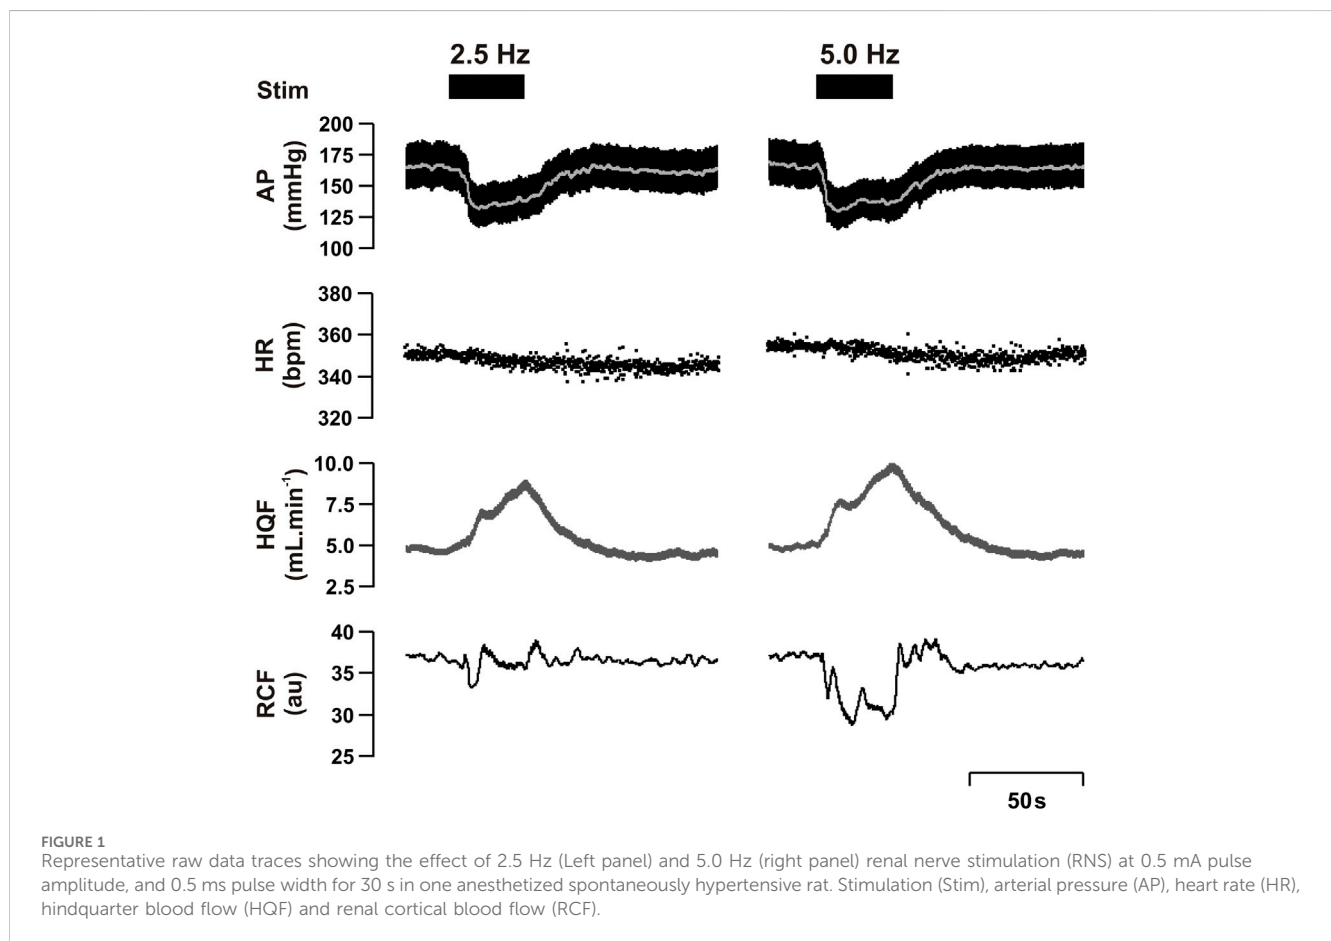 2.5 Hz 5.0 Hz
Stim
200
175
150
125
100
AP
(mmHg)
380
360
340
320
HR
(bpm)
10.0
7.5
5.0
2.5
HQF
(mL.min⁻¹)
40
35
30
25
RCF
(au)
50s
FIGURE 1
Representative raw data traces showing the effect of 2.5 Hz (Left panel) and 5.0 Hz (right panel) renal nerve stimulation (RNS) at 0.5 mA pulse
amplitude, and 0.5 ms pulse width for 30 s in one anesthetized spontaneously hypertensive rat. Stimulation (Stim), arterial pressure (AP), heart rate (HR),
hindquarter blood flow (HQF) and renal cortical blood flow (RCF).